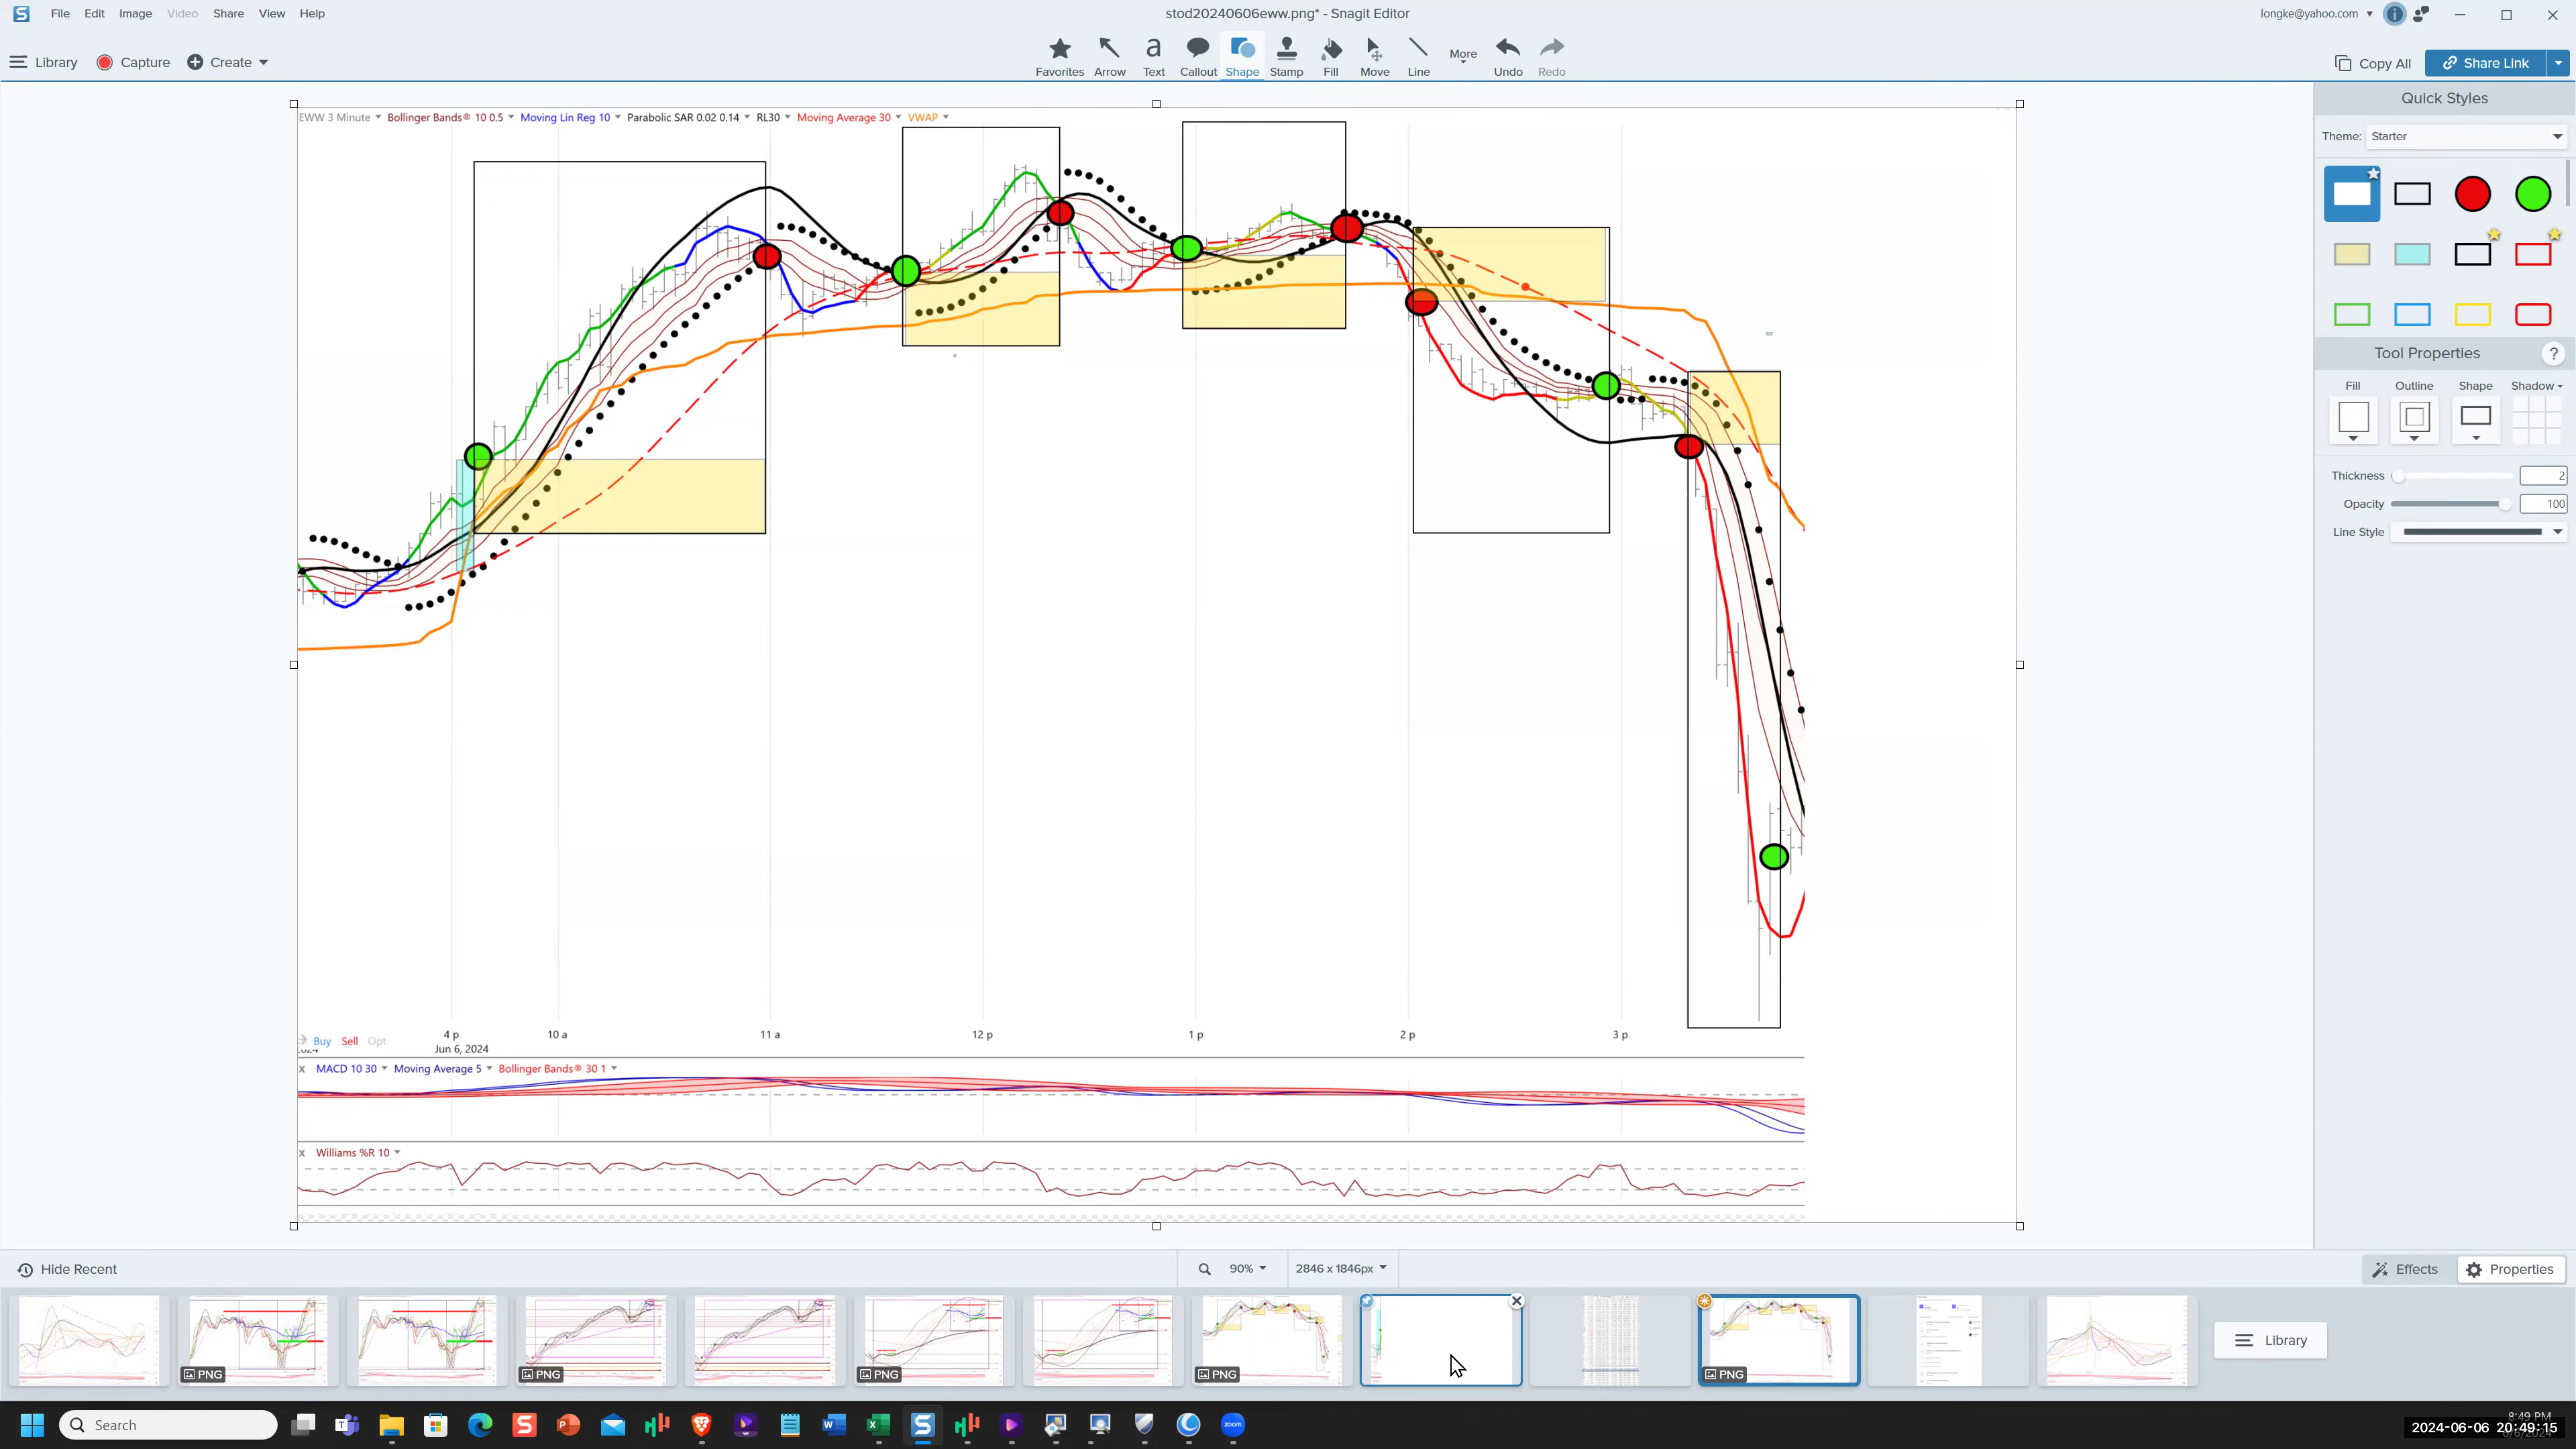 stod20240606eww.png* - Snagit Editor
File Edit Image Video Share View Help
longke@yahoo.com
Library Capture Create
Favorites Arrow Text Callout Shape Stamp Fill Move Line More Undo Redo
Copy All Share Link
Quick Styles
Theme: Starter
EWW 3 Minute Bollinger Bands® 10 0.5 Moving Lin Reg 10 Parabolic SAR 0.02 0.14 RL30 Moving Average 30 VWAP
Tool Properties ?
Fill Outline Shape Shadow
Thickness 2
Opacity 100
Line Style
4 p 10 a 11 a 12 p 1 p 2 p 3 p
Buy Sell Opt
Jun 6, 2024
x MACD 10 30 Moving Average 5 Bollinger Bands® 30 1
x Williams %R 10
Hide Recent
90% 2846 x 1846px
Effects Properties
PNG PNG PNG PNG PNG
Library
Search
zoom
8:49 PM
2024-06-06 20:49:15